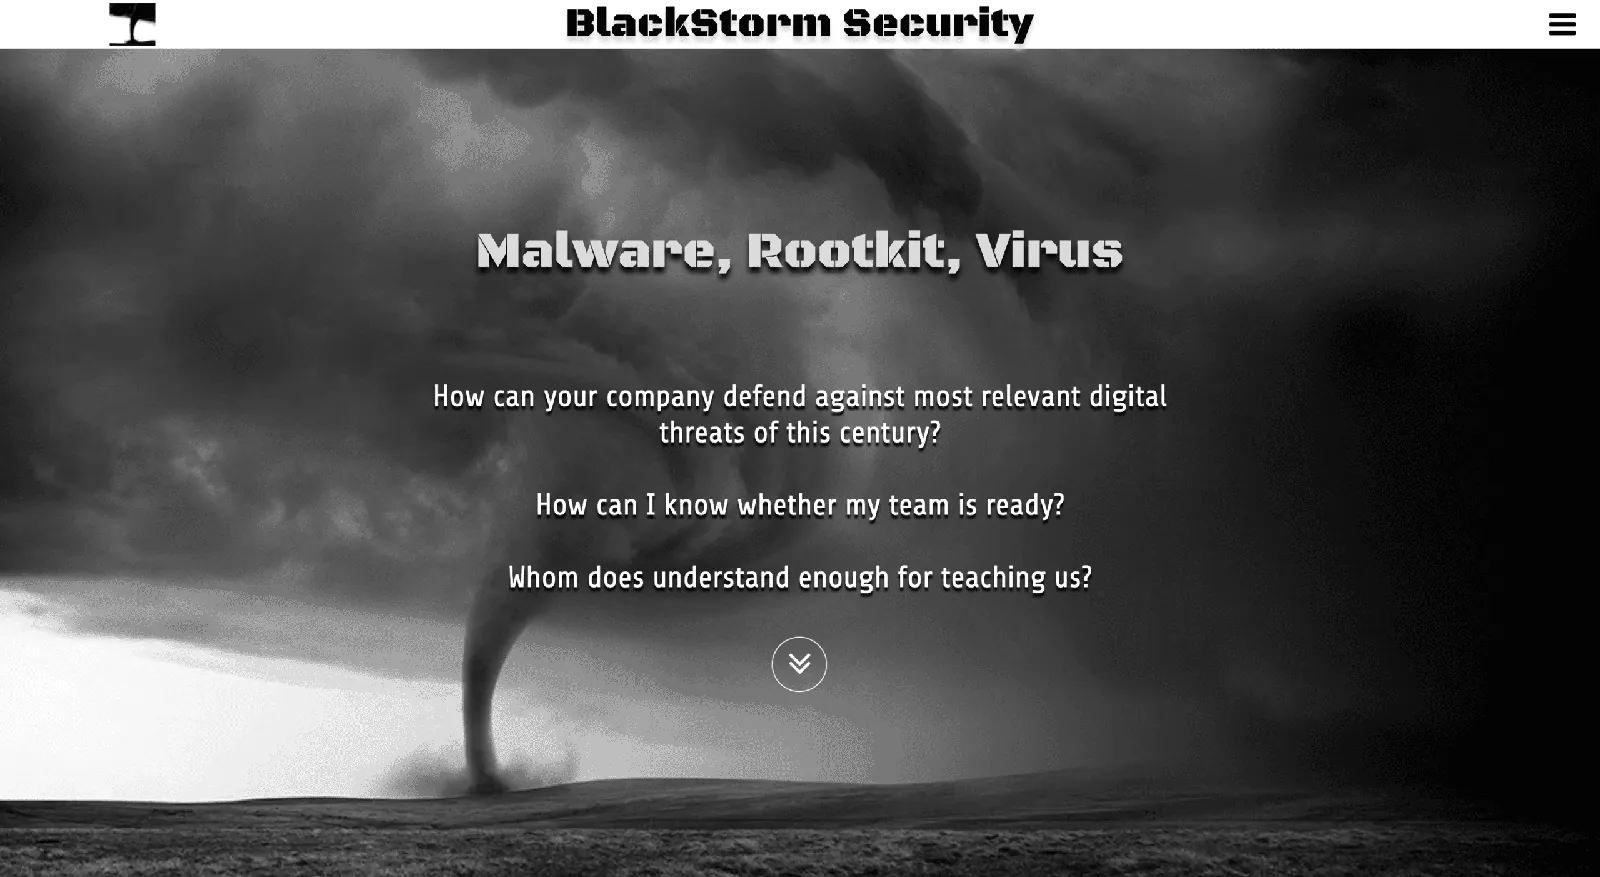 BlackStorm Security
Malware, Rootkit, Virus
How can your company defend against most relevant digital
threats of this century?
How can I know whether my team is ready?
Whom does understand enough for teaching us?